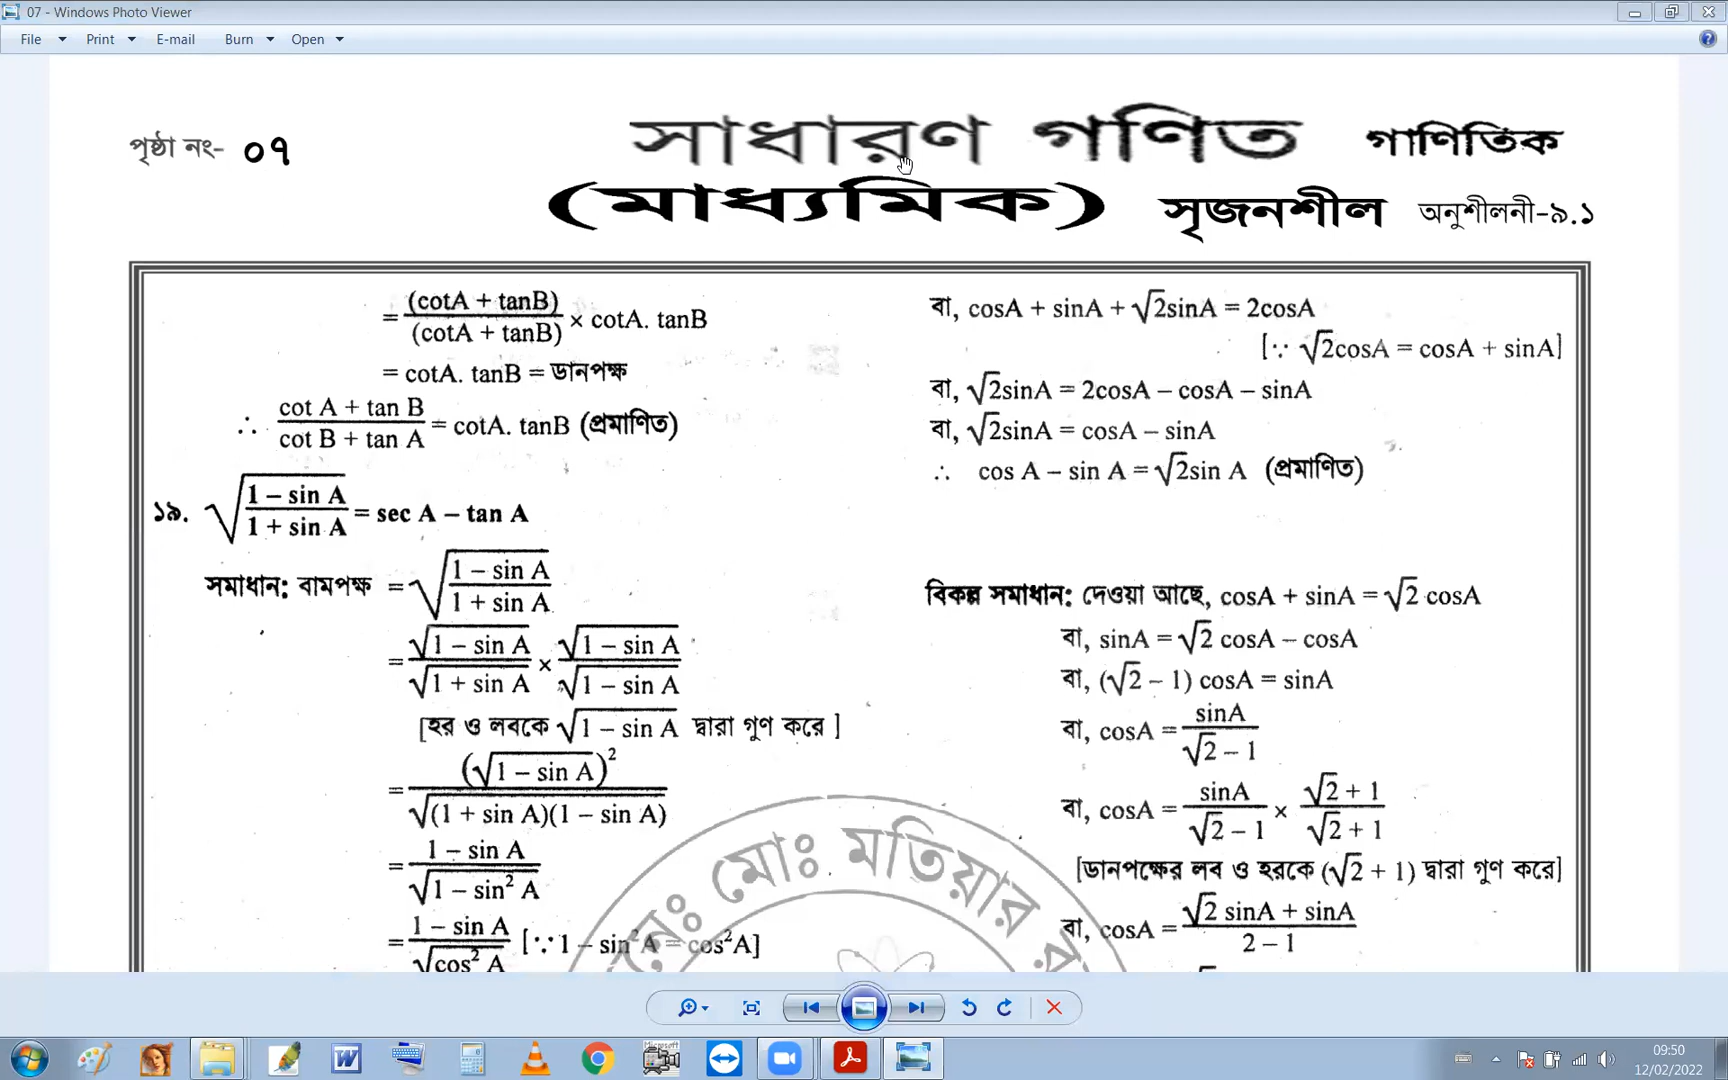 07 - Windows Photo Viewer
File Print E-mail Burn Open
পৃষ্ঠা নং- ০৭
সাধারণ গণিত গাণিতিক
(মাধ্যমিক) সৃজনশীল অনুশীলনী-৯.১
= (cotA + tanB) / (cotA + tanB) × cotA. tanB
= cotA. tanB = ডানপক্ষ
∴ (cot A + tan B) / (cot B + tan A) = cotA. tanB (প্রমাণিত)
১৯. √((1 – sin A) / (1 + sin A)) = sec A – tan A
সমাধান: বামপক্ষ = √((1 – sin A) / (1 + sin A))
= √(1 – sin A) / √(1 + sin A) × √(1 – sin A) / √(1 – sin A)
[হর ও লবকে √(1 – sin A) দ্বারা গুণ করে ]
= (√(1 – sin A))² / √((1 + sin A)(1 – sin A))
= (1 – sin A) / √(1 – sin² A)
= (1 – sin A) / √(cos² A) [∵ 1 – sin²A = cos²A]
বা, cosA + sinA + √2sinA = 2cosA
[∵ √2cosA = cosA + sinA]
বা, √2sinA = 2cosA – cosA – sinA
বা, √2sinA = cosA – sinA
∴ cos A – sin A = √2sin A (প্রমাণিত)
বিকল্প সমাধান: দেওয়া আছে, cosA + sinA = √2 cosA
বা, sinA = √2 cosA – cosA
বা, (√2 – 1) cosA = sinA
বা, cosA = sinA / (√2 – 1)
বা, cosA = sinA / (√2 – 1) × (√2 + 1) / (√2 + 1)
[ডানপক্ষের লব ও হরকে (√2 + 1) দ্বারা গুণ করে]
বা, cosA = (√2 sinA + sinA) / (2 – 1)
মোঃ মতিয়ার
09:50
12/02/2022